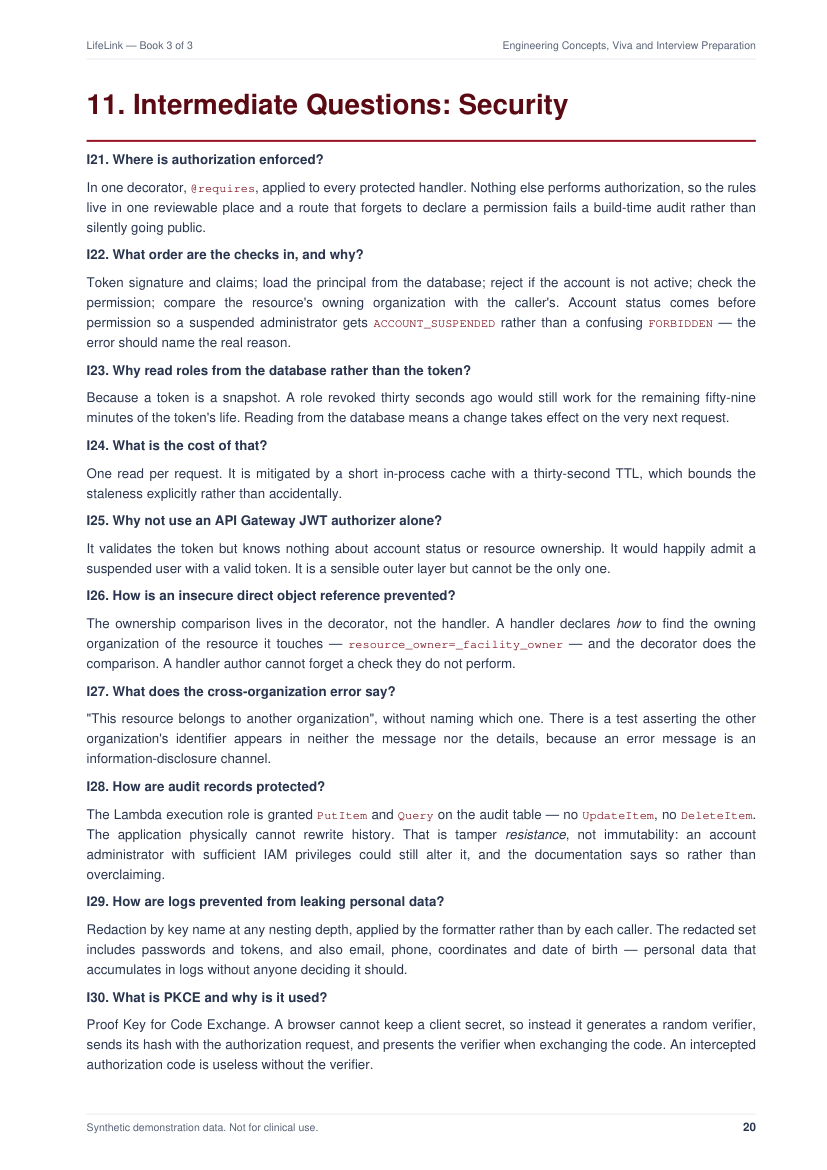 LifeLink — Book 3 of 3
Engineering Concepts, Viva and Interview Preparation
11. Intermediate Questions: Security
I21. Where is authorization enforced?
In one decorator, @requires, applied to every protected handler. Nothing else performs authorization, so the rules
live in one reviewable place and a route that forgets to declare a permission fails a build-time audit rather than
silently going public.
I22. What order are the checks in, and why?
Token signature and claims; load the principal from the database; reject if the account is not active; check the
permission; compare the resource's owning organization with the caller's. Account status comes before
permission so a suspended administrator gets ACCOUNT_SUSPENDED rather than a confusing FORBIDDEN — the
error should name the real reason.
I23. Why read roles from the database rather than the token?
Because a token is a snapshot. A role revoked thirty seconds ago would still work for the remaining fifty-nine
minutes of the token's life. Reading from the database means a change takes effect on the very next request.
I24. What is the cost of that?
One read per request. It is mitigated by a short in-process cache with a thirty-second TTL, which bounds the
staleness explicitly rather than accidentally.
I25. Why not use an API Gateway JWT authorizer alone?
It validates the token but knows nothing about account status or resource ownership. It would happily admit a
suspended user with a valid token. It is a sensible outer layer but cannot be the only one.
I26. How is an insecure direct object reference prevented?
The ownership comparison lives in the decorator, not the handler. A handler declares how to find the owning
organization of the resource it touches — resource_owner=_facility_owner — and the decorator does the
comparison. A handler author cannot forget a check they do not perform.
I27. What does the cross-organization error say?
"This resource belongs to another organization", without naming which one. There is a test asserting the other
organization's identifier appears in neither the message nor the details, because an error message is an
information-disclosure channel.
I28. How are audit records protected?
The Lambda execution role is granted PutItem and Query on the audit table — no UpdateItem, no DeleteItem.
The application physically cannot rewrite history. That is tamper resistance, not immutability: an account
administrator with sufficient IAM privileges could still alter it, and the documentation says so rather than
overclaiming.
I29. How are logs prevented from leaking personal data?
Redaction by key name at any nesting depth, applied by the formatter rather than by each caller. The redacted set
includes passwords and tokens, and also email, phone, coordinates and date of birth — personal data that
accumulates in logs without anyone deciding it should.
I30. What is PKCE and why is it used?
Proof Key for Code Exchange. A browser cannot keep a client secret, so instead it generates a random verifier,
sends its hash with the authorization request, and presents the verifier when exchanging the code. An intercepted
authorization code is useless without the verifier.
Synthetic demonstration data. Not for clinical use.
20